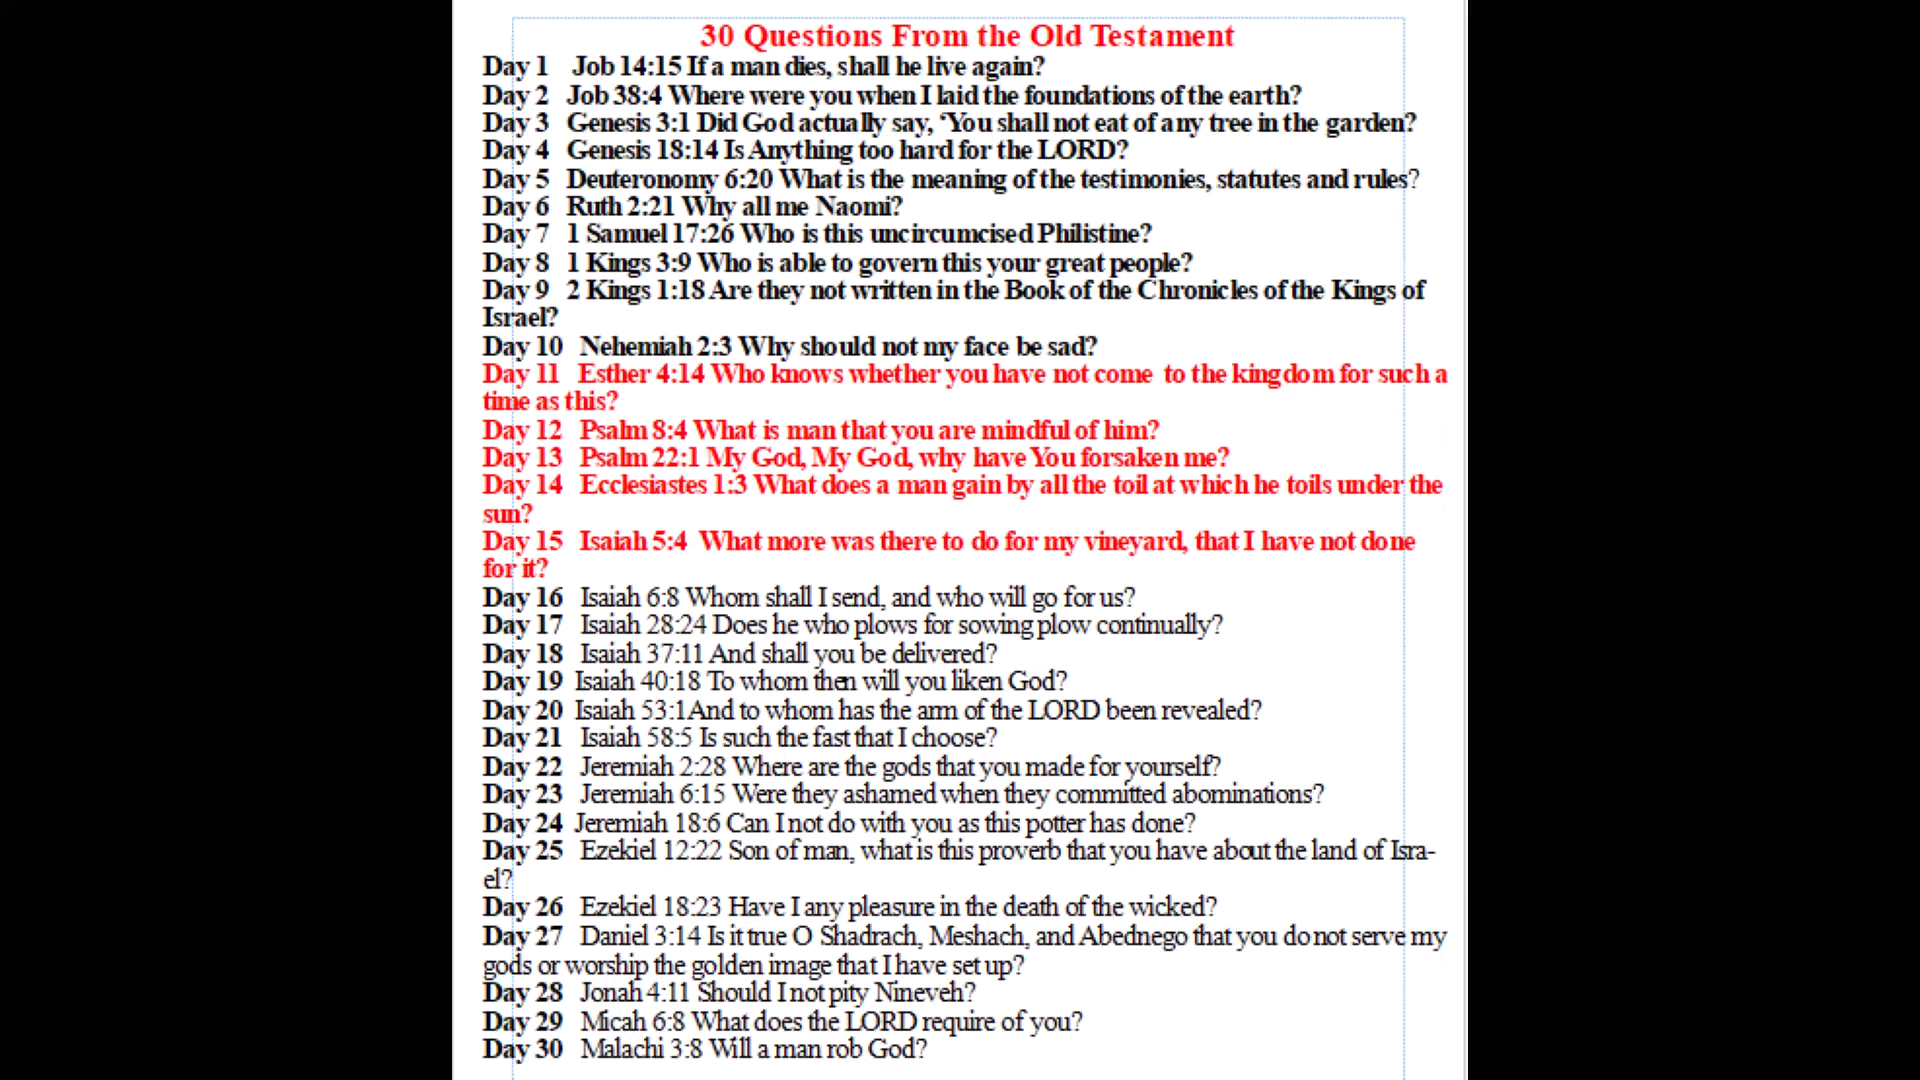 30 Questions From the Old Testament
Day 1 Job 14:15 If a man dies, shall he live again?
Day 2 Job 38:4 Where were you when I laid the foundations of the earth?
Day 3 Genesis 3:1 Did God actually say, ‘You shall not eat of any tree in the garden?
Day 4 Genesis 18:14 Is Anything too hard for the LORD?
Day 5 Deuteronomy 6:20 What is the meaning of the testimonies, statutes and rules?
Day 6 Ruth 2:21 Why all me Naomi?
Day 7 1 Samuel 17:26 Who is this uncircumcised Philistine?
Day 8 1 Kings 3:9 Who is able to govern this your great people?
Day 9 2 Kings 1:18 Are they not written in the Book of the Chronicles of the Kings of
Israel?
Day 10 Nehemiah 2:3 Why should not my face be sad?
Day 11 Esther 4:14 Who knows whether you have not come to the kingdom for such a
time as this?
Day 12 Psalm 8:4 What is man that you are mindful of him?
Day 13 Psalm 22:1 My God, My God, why have You forsaken me?
Day 14 Ecclesiastes 1:3 What does a man gain by all the toil at which he toils under the
sun?
Day 15 Isaiah 5:4 What more was there to do for my vineyard, that I have not done
for it?
Day 16 Isaiah 6:8 Whom shall I send, and who will go for us?
Day 17 Isaiah 28:24 Does he who plows for sowing plow continually?
Day 18 Isaiah 37:11 And shall you be delivered?
Day 19 Isaiah 40:18 To whom then will you liken God?
Day 20 Isaiah 53:1And to whom has the arm of the LORD been revealed?
Day 21 Isaiah 58:5 Is such the fast that I choose?
Day 22 Jeremiah 2:28 Where are the gods that you made for yourself?
Day 23 Jeremiah 6:15 Were they ashamed when they committed abominations?
Day 24 Jeremiah 18:6 Can I not do with you as this potter has done?
Day 25 Ezekiel 12:22 Son of man, what is this proverb that you have about the land of Isra-
el?
Day 26 Ezekiel 18:23 Have I any pleasure in the death of the wicked?
Day 27 Daniel 3:14 Is it true O Shadrach, Meshach, and Abednego that you do not serve my
gods or worship the golden image that I have set up?
Day 28 Jonah 4:11 Should I not pity Nineveh?
Day 29 Micah 6:8 What does the LORD require of you?
Day 30 Malachi 3:8 Will a man rob God?